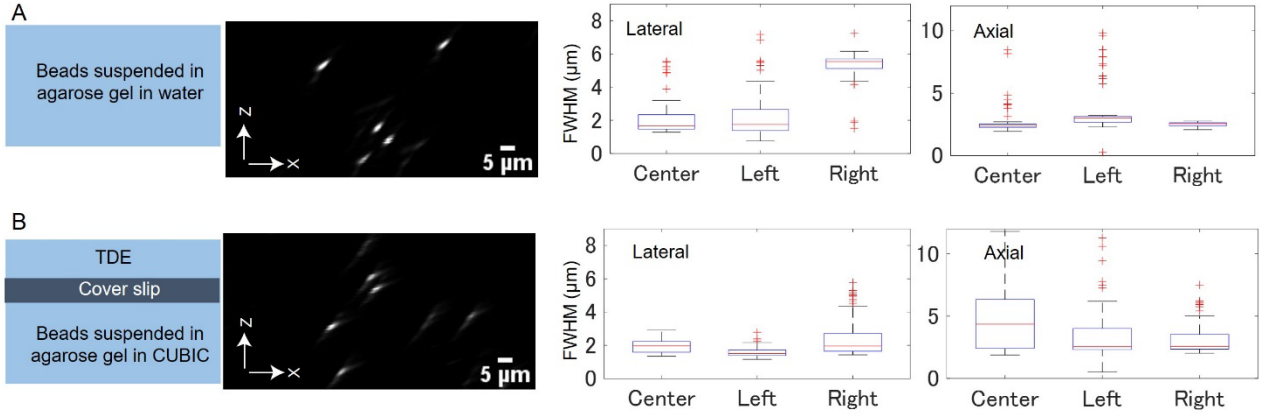 A
Beads suspended in
agarose gel in water
z
x
5 µm
FWHM (µm)
8
6
4
2
0
Lateral
Center Left Right
10
5
0
Axial
Center Left Right
B
TDE
Cover slip
Beads suspended in
agarose gel in CUBIC
z
x
5 µm
FWHM (µm)
8
6
4
2
0
Lateral
Center Left Right
10
5
0
Axial
Center Left Right